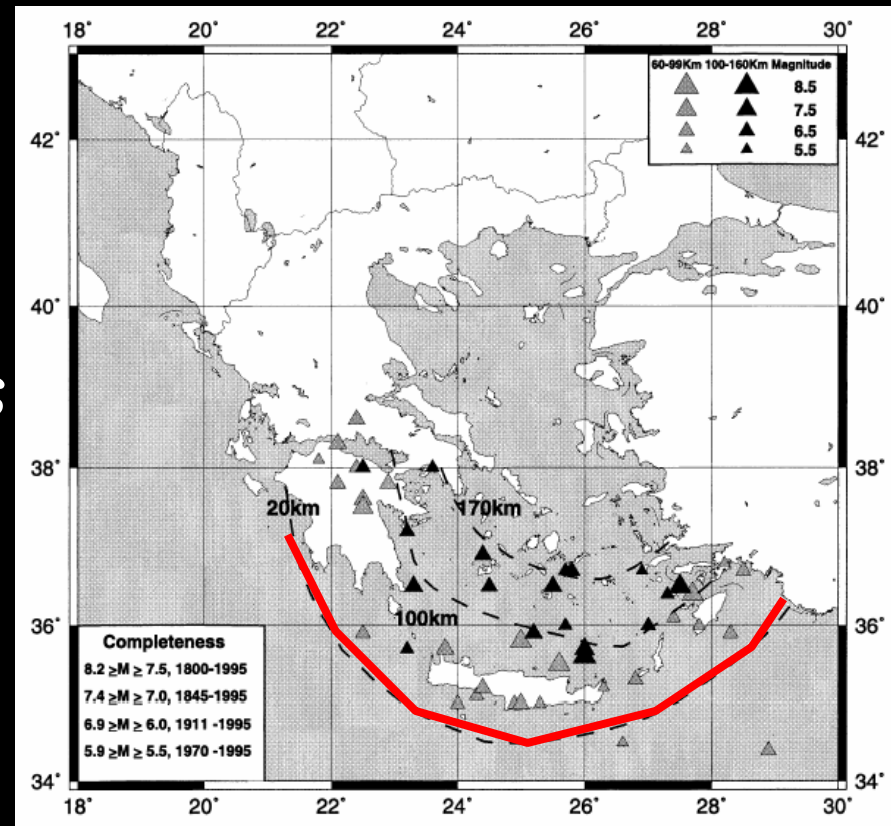 18° 20° 22° 24° 26° 28° 30°
60-99Km 100-160Km Magnitude
8.5
7.5
6.5
5.5
42° 42°
40° 40°
38° 38°
20km 170km
100km
36° 36°
Completeness
8.2 ≥M ≥ 7.5, 1800-1995
7.4 ≥M ≥ 7.0, 1845-1995
6.9 ≥M ≥ 6.0, 1911 -1995
5.9 ≥M ≥ 5.5, 1970 -1995
34° 34°
18° 20° 22° 24° 26° 28° 30°